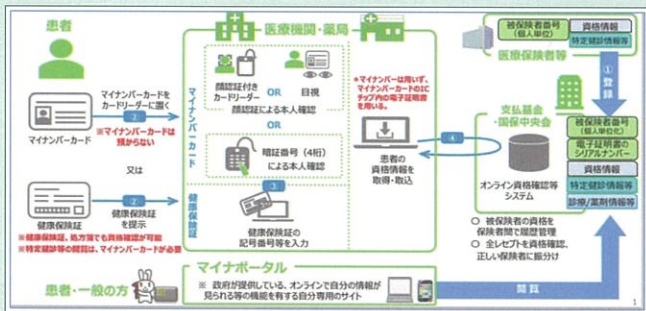 患者
マイナンバーカードを
カードリーダーに置く
②
マイナンバーカード
※マイナンバーカードは
預からない
又は
②
健康保険証
健康保険証
を提示
※健康保険証、処方箋でも資格確認が可能
※特定健診等の閲覧は、マイナンバーカードが必要
医療機関・薬局
マイナンバーカード
顔認証付き
カードリーダー
OR
目視
顔認証による本人確認
OR
暗証番号（4桁）
による本人確認
③
健康保険証
健康保険証の
記号番号等を入力
※マイナンバーは用いず、
マイナンバーカードのIC
チップ内の電子証明書
を用いる。
患者の
資格情報を
取得・取込
④
被保険者番号
（個人単位）
資格情報
特定健診情報等
医療保険者等
①登録
支払基金
・国保中央会
オンライン資格確認等
システム
被保険者番号
（個人単位化）
電子証明書の
シリアルナンバー
資格情報
特定健診情報等
診療/薬剤情報等
○ 被保険者の資格を
保険者間で履歴管理
○ 全レセプトを資格確認、
正しい保険者に振分け
患者・一般の方
マイナポータル
※ 政府が提供している、オンラインで自分の情報が
見られる等の機能を有する自分専用のサイト
閲覧
1